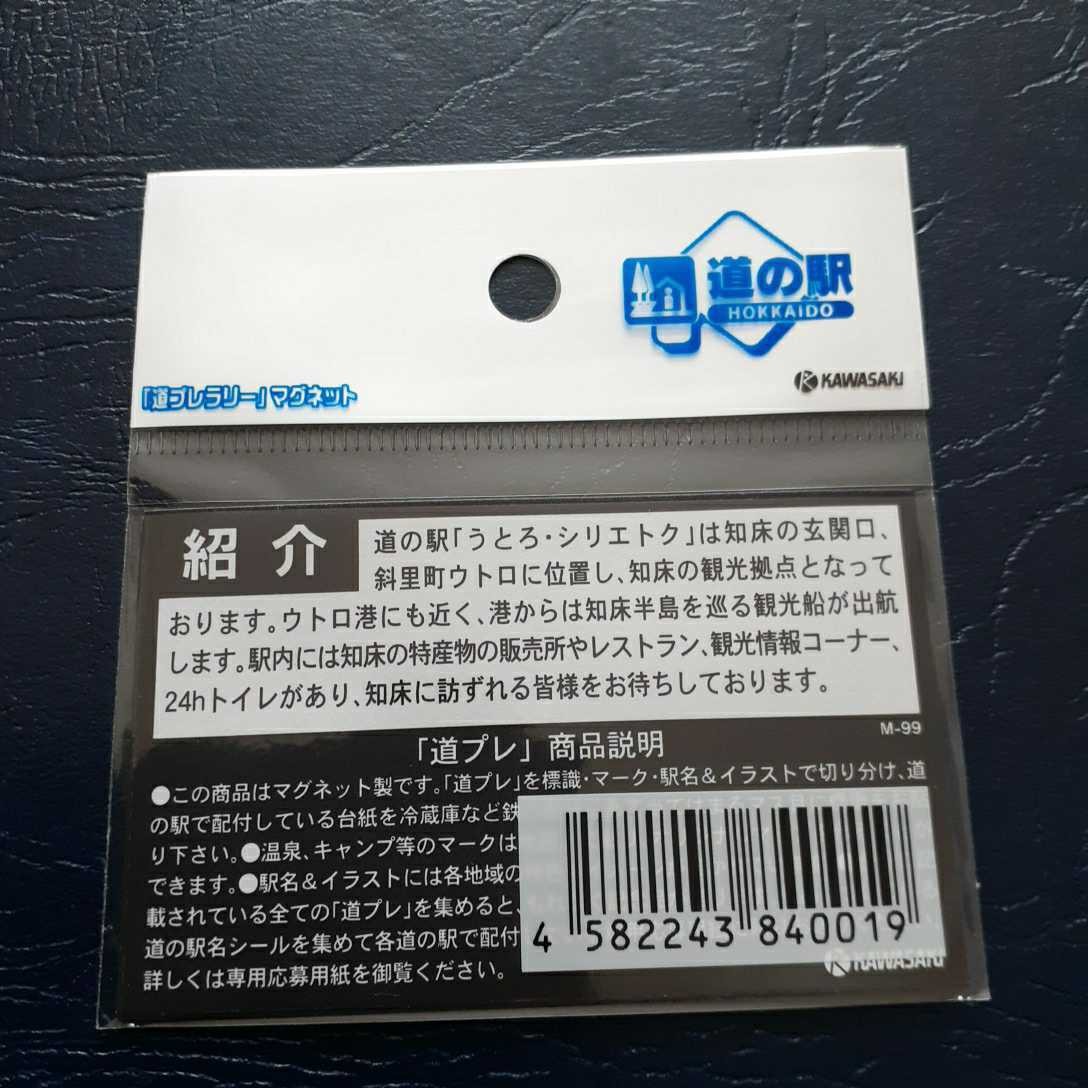 道の駅
HOKKAIDO
KAWASAKI
「道プレラリー」マグネット
紹介
道の駅「うとろ・シリエトク」は知床の玄関口、
斜里町ウトロに位置し、知床の観光拠点となって
おります。ウトロ港にも近く、港からは知床半島を巡る観光船が出航
します。駅内には知床の特産物の販売所やレストラン、観光情報コーナー、
24hトイレがあり、知床に訪ずれる皆様をお待ちしております。
M-99
「道プレ」商品説明
●この商品はマグネット製です。「道プレ」を標識・マーク・駅名&イラストで切り分け、道
の駅で配付している台紙を冷蔵庫など鉄
り下さい。●温泉、キャンプ等のマークは
できます。●駅名&イラストには各地域の
載されている全ての「道プレ」を集めると、
道の駅名シールを集めて各道の駅で配付
詳しくは専用応募用紙を御覧ください。
4 582243 840019
KAWASAKI